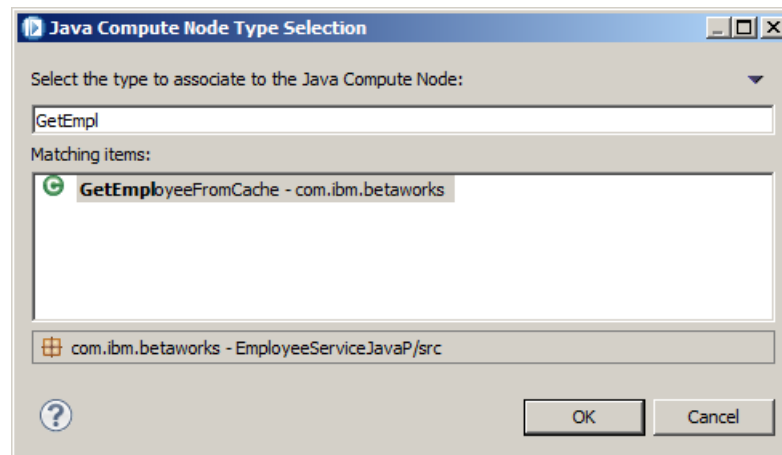 Java Compute Node Type Selection
Select the type to associate to the Java Compute Node:
GetEmpl
Matching items:
GetEmployeeFromCache - com.ibm.betaworks
com.ibm.betaworks - EmployeeServiceJavaP/src
OK Cancel